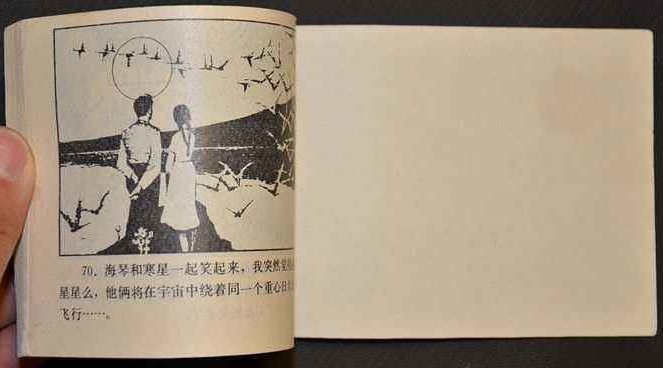 70. 海琴和寒星一起笑起来，我突然觉
星星么，他俩将在宇宙中绕着同一个重心日
飞行……。